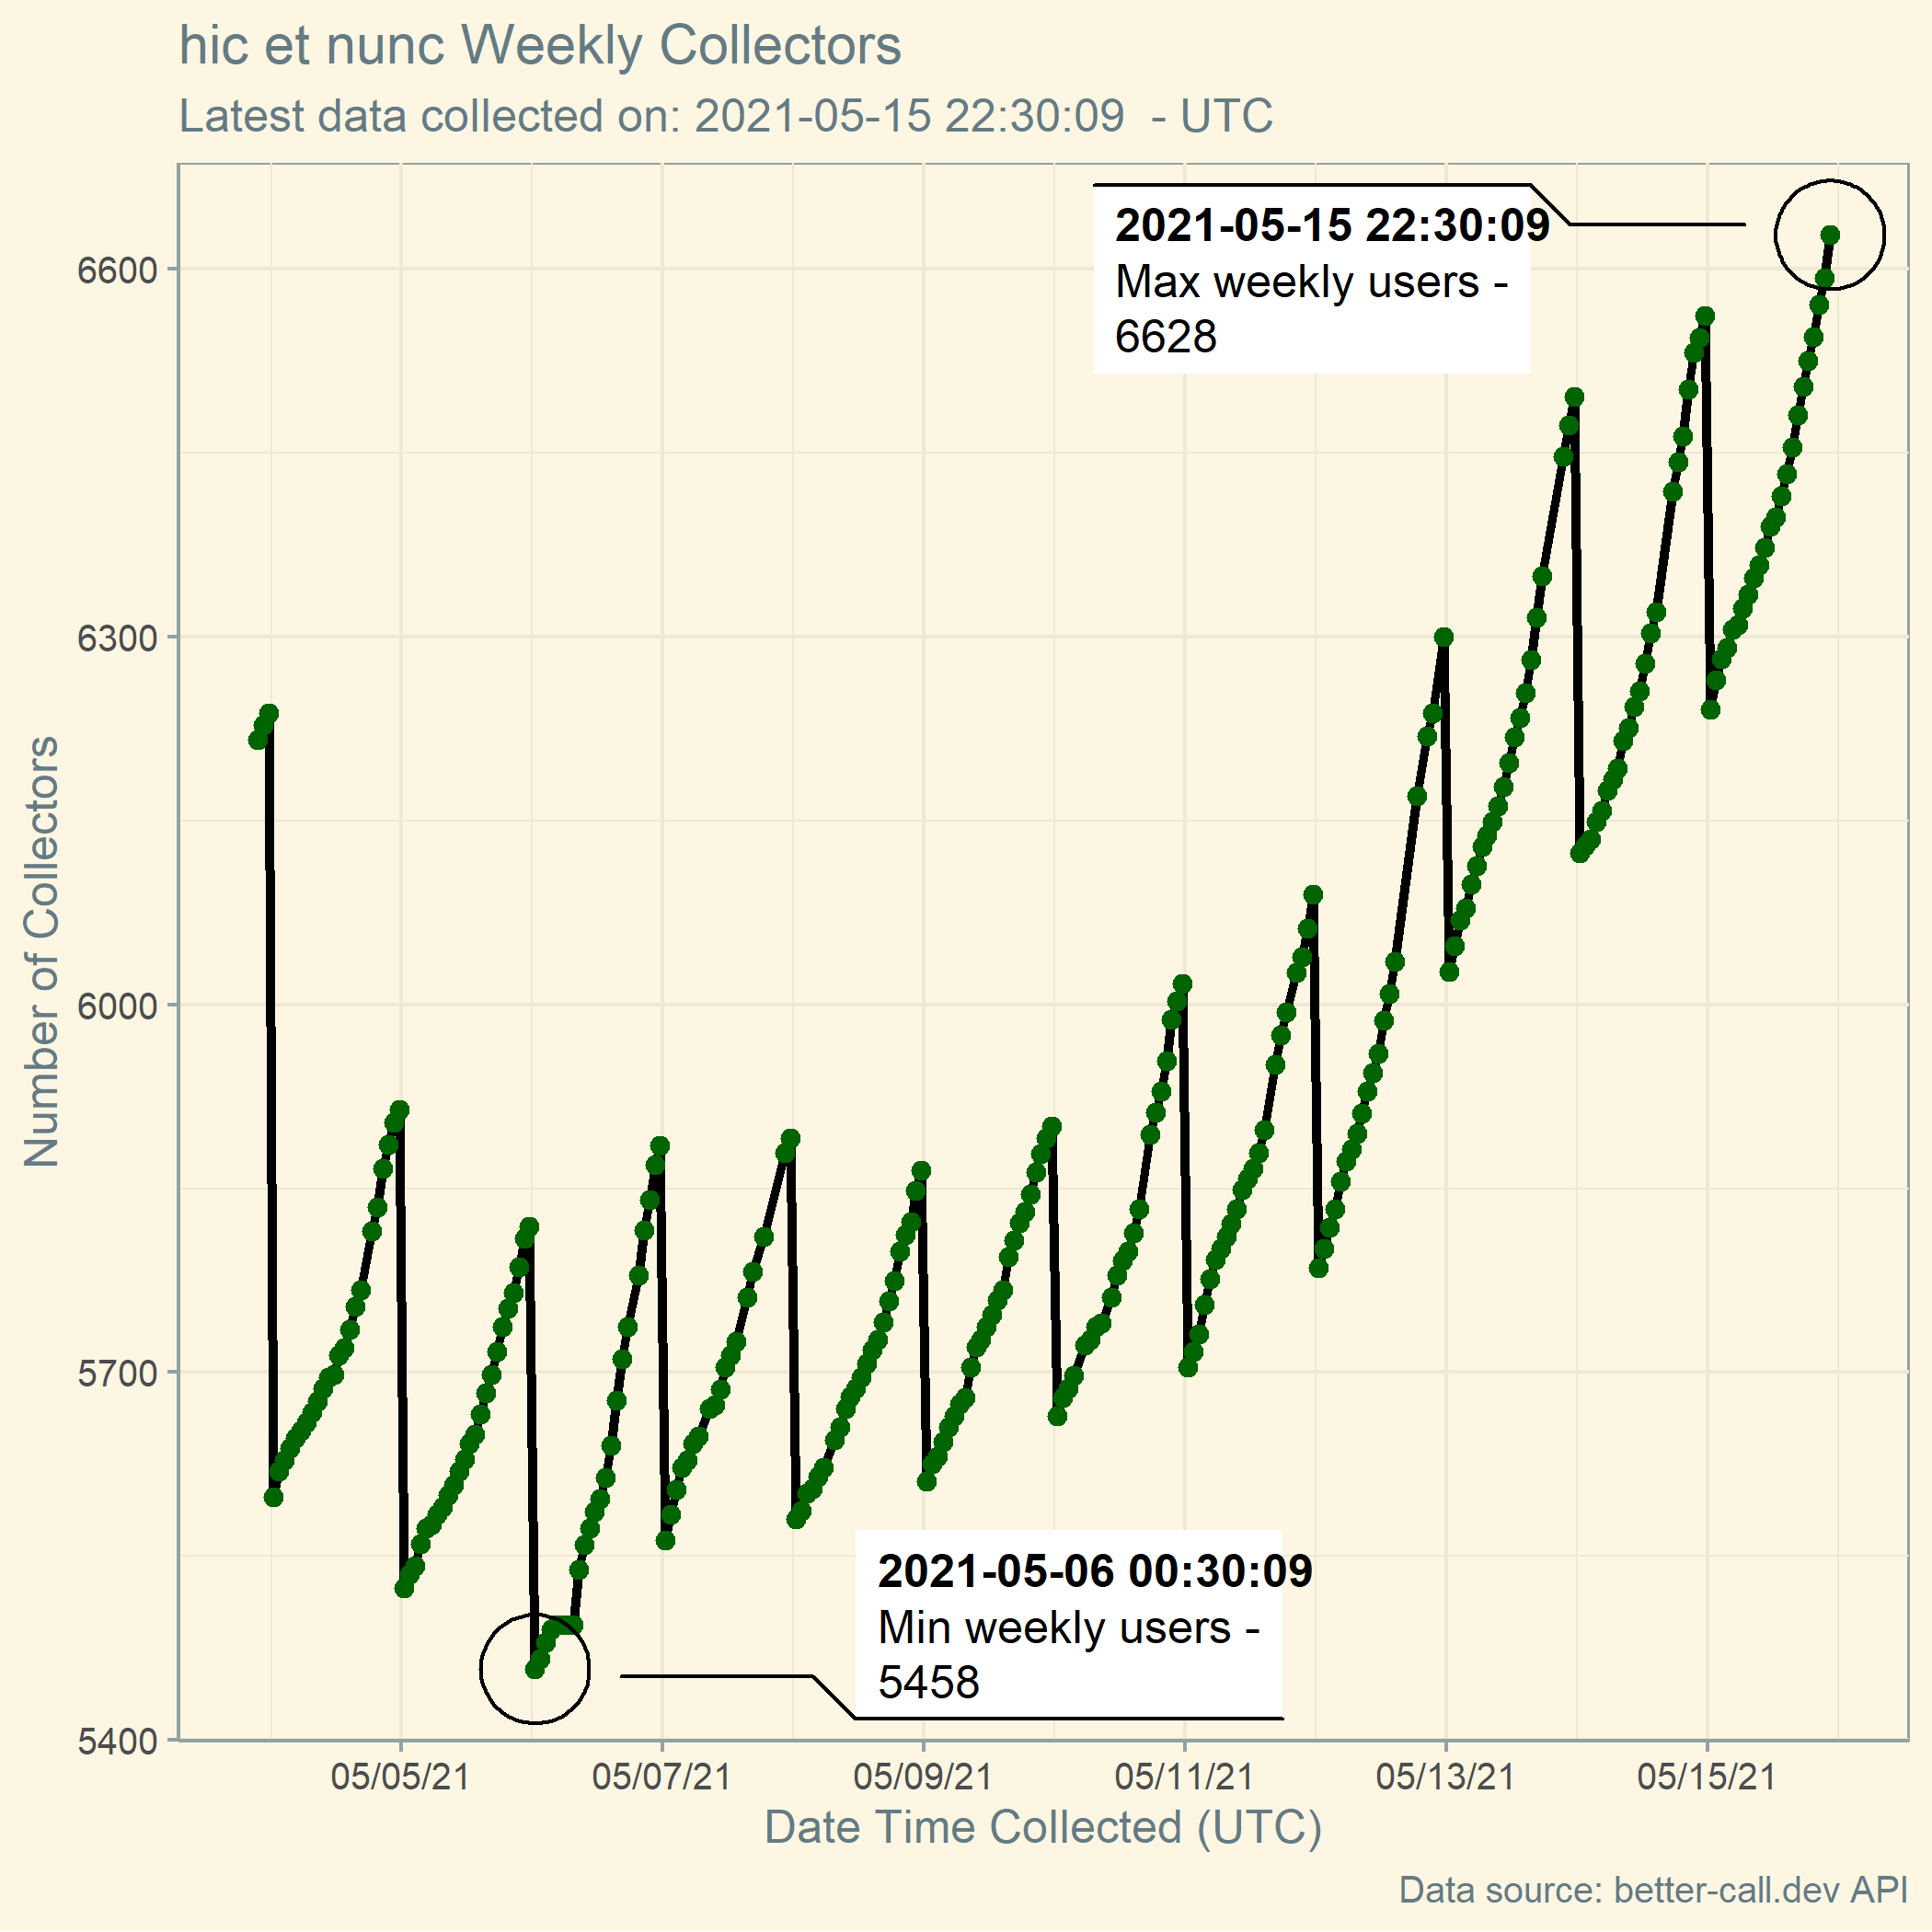 hic et nunc Weekly Collectors
Latest data collected on: 2021-05-15 22:30:09  - UTC
2021-05-15 22:30:09
Max weekly users -
6628
6600
6300
6000
5700
5400
Number of Collectors
2021-05-06 00:30:09
Min weekly users -
5458
05/05/21 05/07/21 05/09/21 05/11/21 05/13/21 05/15/21
Date Time Collected (UTC)
Data source: better-call.dev API